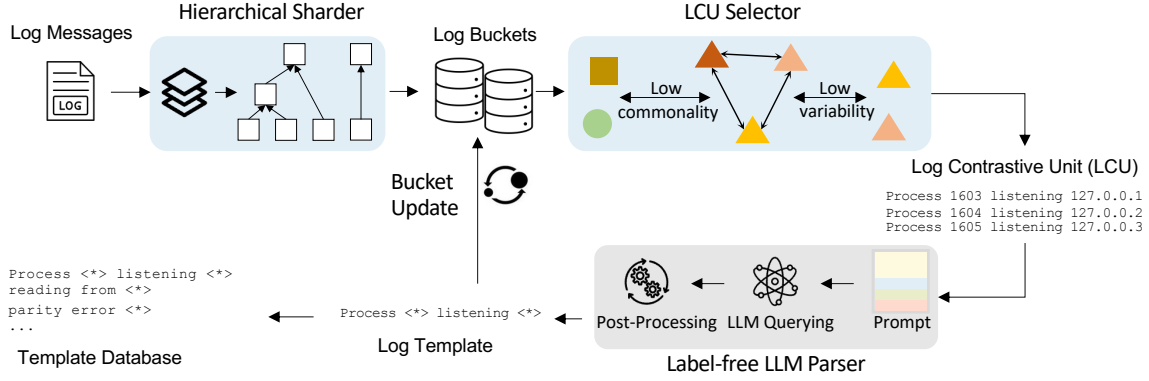 Hierarchical Sharder
LCU Selector
Log Messages
Log Buckets
LOG
Low
commonality
Low
variability
Log Contrastive Unit (LCU)
Process 1603 listening 127.0.0.1
Process 1604 listening 127.0.0.2
Process 1605 listening 127.0.0.3
Bucket
Update
Process <*> listening <*>
reading from <*>
parity error <*>
...
Template Database
Process <*> listening <*>
Log Template
Post-Processing
LLM Querying
Prompt
Label-free LLM Parser